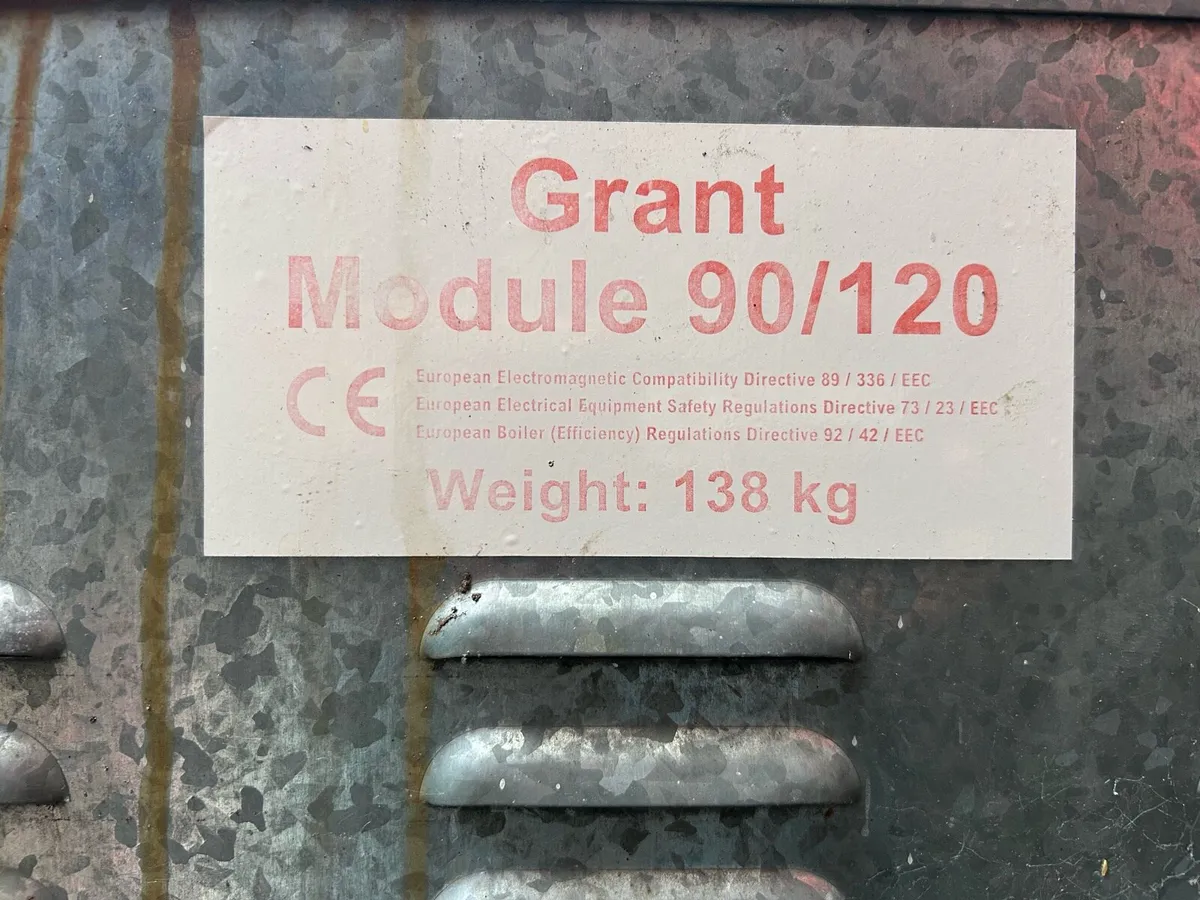 Grant
Module 90/120
CE
European Electromagnetic Compatibility Directive 89 / 336 / EEC
European Electrical Equipment Safety Regulations Directive 73 / 23 / EEC
European Boiler (Efficiency) Regulations Directive 92 / 42 / EEC
Weight: 138 kg